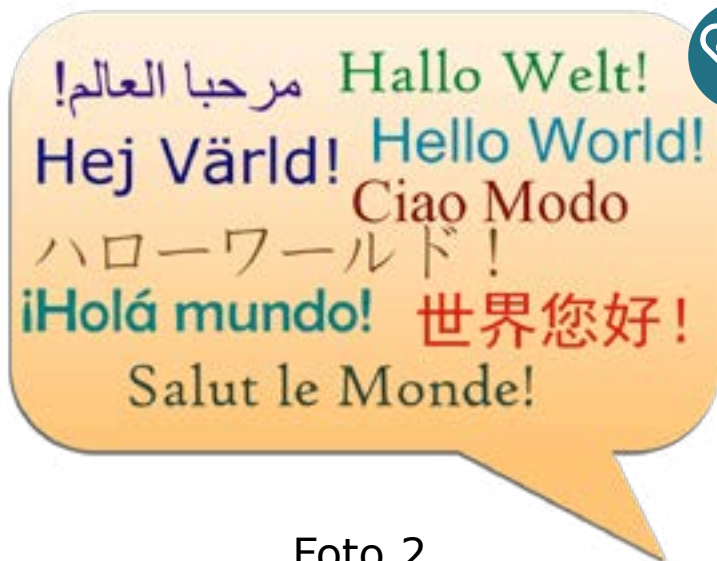 مرحبا العالم!
Hallo Welt!
Hej Värld!
Hello World!
Ciao Modo
ハローワールド！
¡Holá mundo!
世界您好！
Salut le Monde!
Foto 2